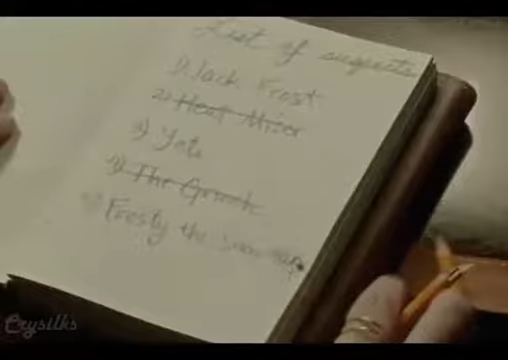 List of suspects
1) Jack Frost
2) Heat Miser
3) Yeti
4) The Grinch
5) Frosty the Snowman
Crysilks